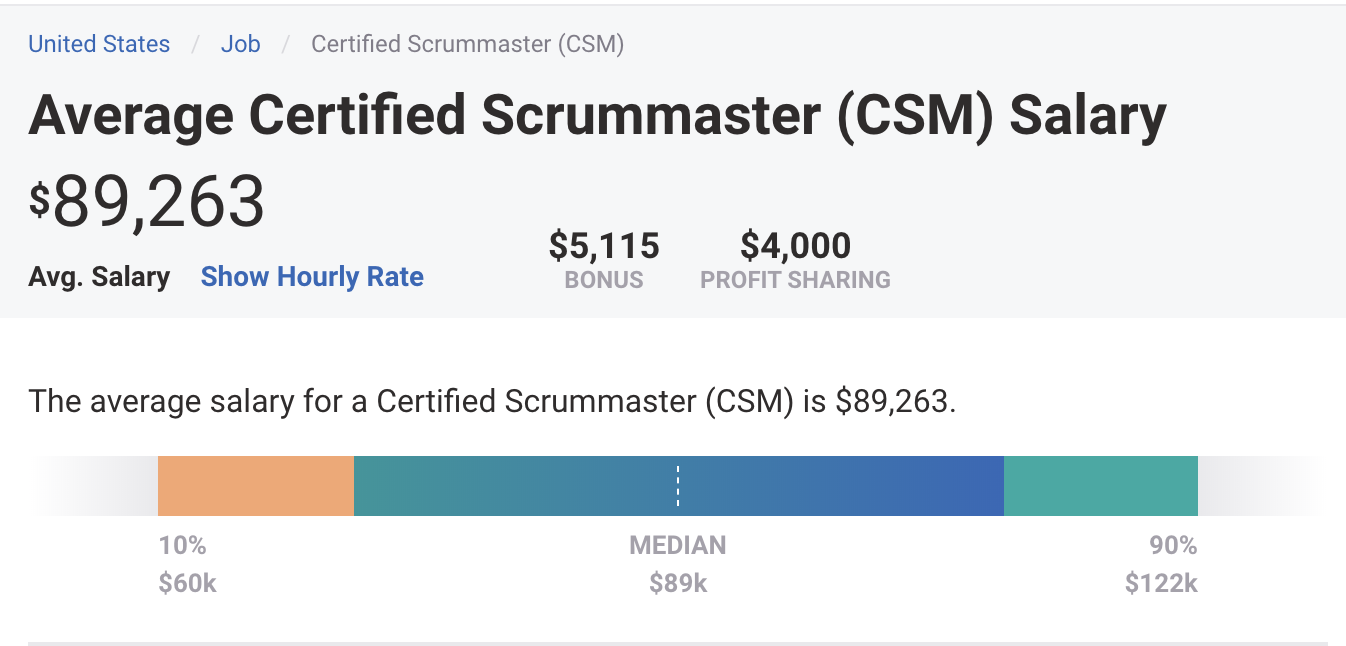 United States / Job / Certified Scrummaster (CSM)
Average Certified Scrummaster (CSM) Salary
$89,263
$5,115 $4,000
BONUS PROFIT SHARING
Avg. Salary Show Hourly Rate
The average salary for a Certified Scrummaster (CSM) is $89,263.
10% MEDIAN 90%
$60k $89k $122k